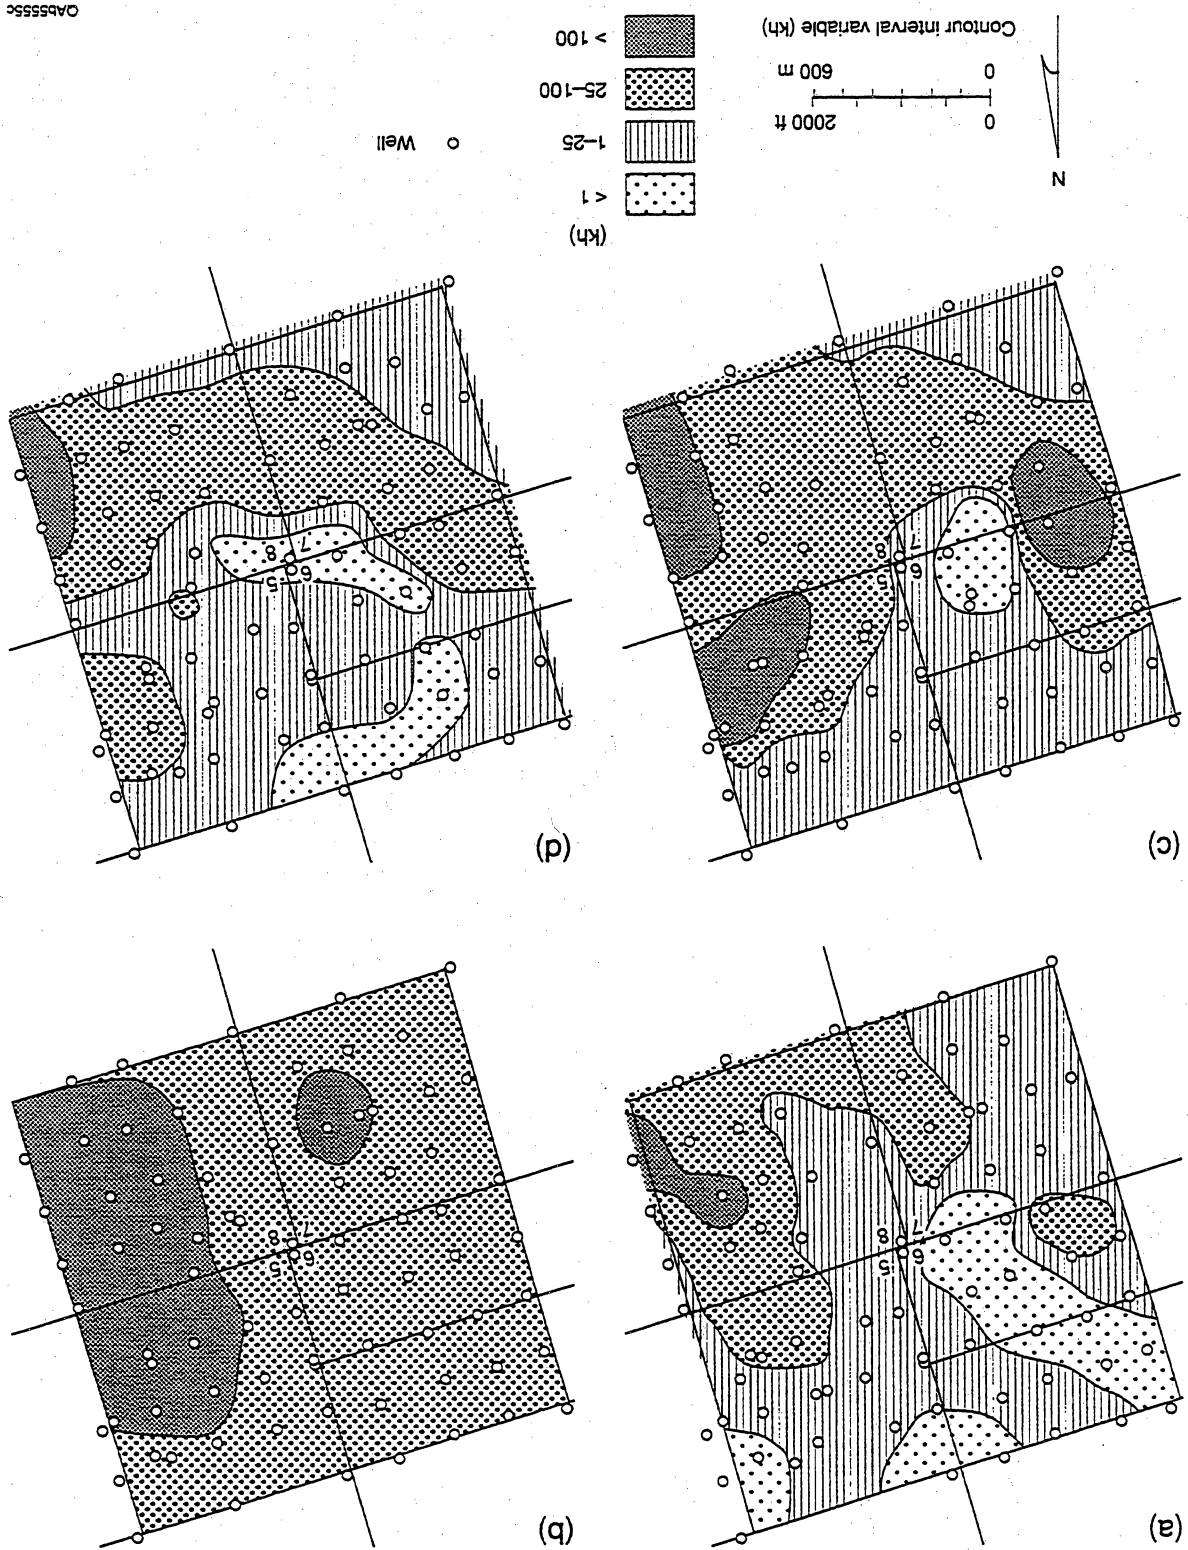 (a)
6 5
7 8
(b)
6 5
7 8
(c)
6 5
7 8
(d)
6 5
7 8
N
0 2000 ft
0 600 m
Contour interval variable (kh)
(kh)
< 1
1–25
25–100
> 100
Well
QAb5555c